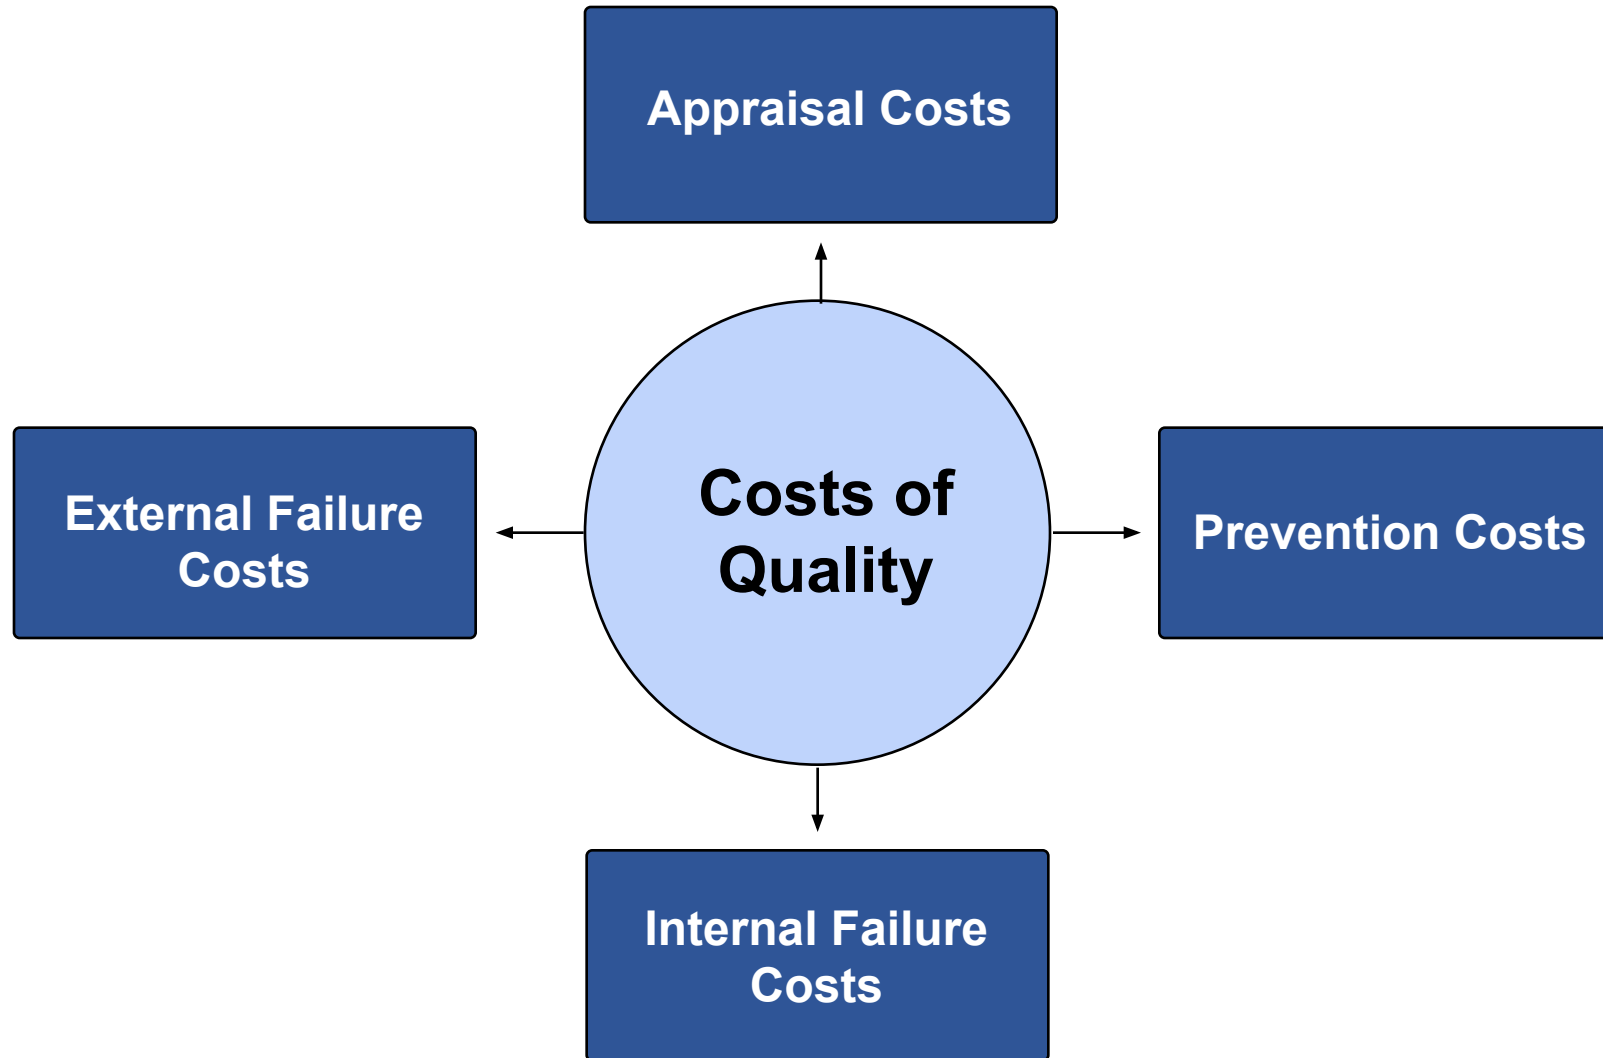 Appraisal Costs
External Failure
Costs
Costs of
Quality
Prevention Costs
Internal Failure
Costs